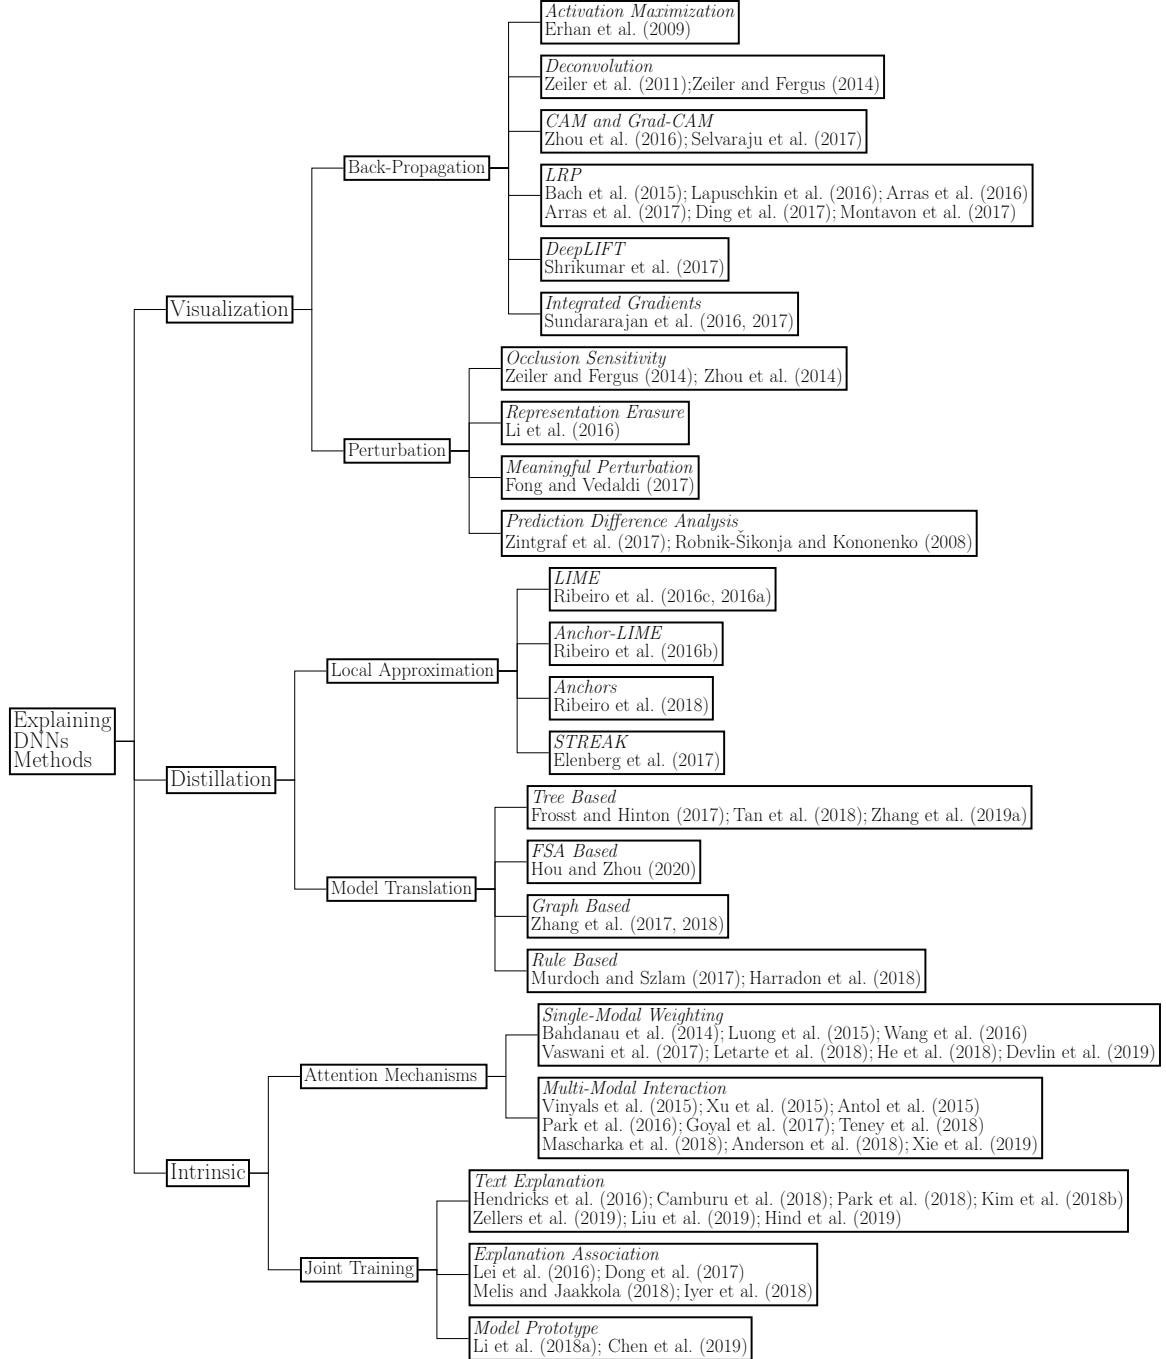 Activation Maximization
Erhan et al. (2009)
Deconvolution
Zeiler et al. (2011);Zeiler and Fergus (2014)
CAM and Grad-CAM
Zhou et al. (2016); Selvaraju et al. (2017)
Back-Propagation
LRP
Bach et al. (2015); Lapuschkin et al. (2016); Arras et al. (2016)
Arras et al. (2017); Ding et al. (2017); Montavon et al. (2017)
DeepLIFT
Shrikumar et al. (2017)
Visualization
Integrated Gradients
Sundararajan et al. (2016, 2017)
Occlusion Sensitivity
Zeiler and Fergus (2014); Zhou et al. (2014)
Representation Erasure
Li et al. (2016)
Perturbation
Meaningful Perturbation
Fong and Vedaldi (2017)
Prediction Difference Analysis
Zintgraf et al. (2017); Robnik-Šikonja and Kononenko (2008)
LIME
Ribeiro et al. (2016c, 2016a)
Anchor-LIME
Ribeiro et al. (2016b)
Local Approximation
Anchors
Ribeiro et al. (2018)
Explaining
DNNs
Methods
STREAK
Elenberg et al. (2017)
Distillation
Tree Based
Frosst and Hinton (2017); Tan et al. (2018); Zhang et al. (2019a)
FSA Based
Hou and Zhou (2020)
Model Translation
Graph Based
Zhang et al. (2017, 2018)
Rule Based
Murdoch and Szlam (2017); Harradon et al. (2018)
Single-Modal Weighting
Bahdanau et al. (2014); Luong et al. (2015); Wang et al. (2016)
Vaswani et al. (2017); Letarte et al. (2018); He et al. (2018); Devlin et al. (2019)
Attention Mechanisms
Multi-Modal Interaction
Vinyals et al. (2015); Xu et al. (2015); Antol et al. (2015)
Park et al. (2016); Goyal et al. (2017); Teney et al. (2018)
Mascharka et al. (2018); Anderson et al. (2018); Xie et al. (2019)
Intrinsic
Text Explanation
Hendricks et al. (2016); Camburu et al. (2018); Park et al. (2018); Kim et al. (2018b)
Zellers et al. (2019); Liu et al. (2019); Hind et al. (2019)
Joint Training
Explanation Association
Lei et al. (2016); Dong et al. (2017)
Melis and Jaakkola (2018); Iyer et al. (2018)
Model Prototype
Li et al. (2018a); Chen et al. (2019)